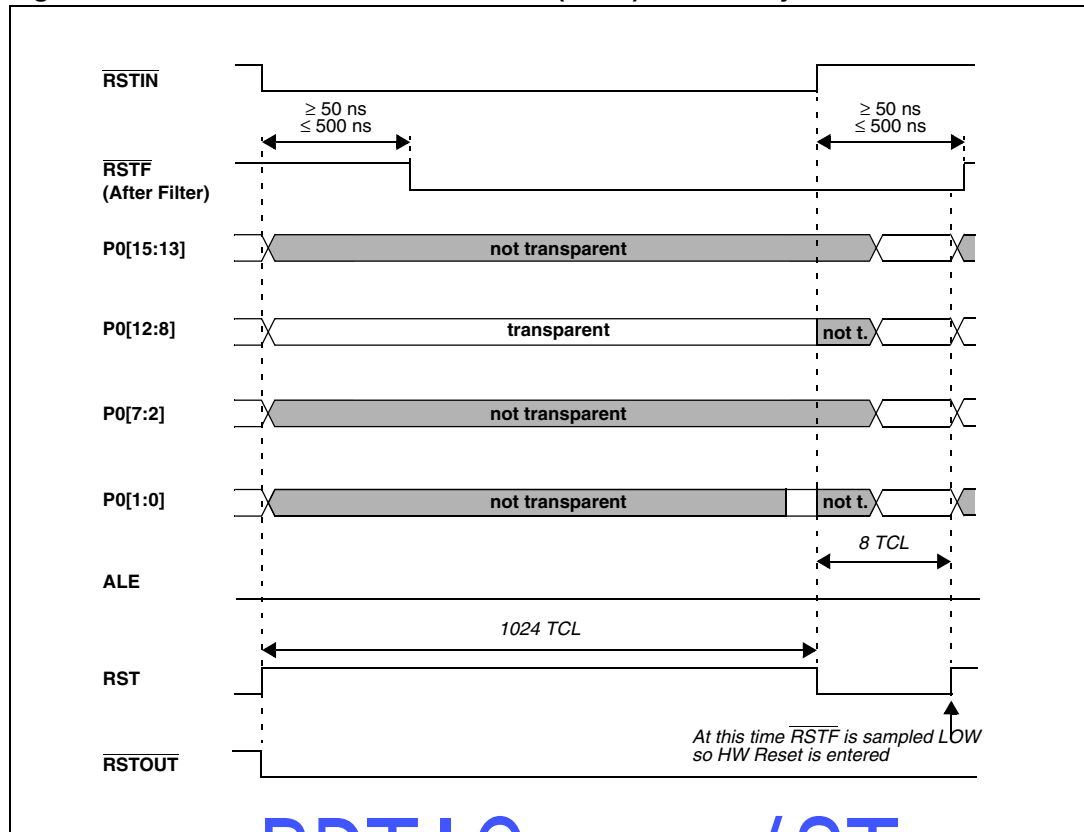 RSTIN
≥ 50 ns
≤ 500 ns
≥ 50 ns
≤ 500 ns
RSTF
(After Filter)
P0[15:13]
not transparent
P0[12:8]
transparent
not t.
P0[7:2]
not transparent
P0[1:0]
not transparent
not t.
8 TCL
ALE
1024 TCL
RST
At this time RSTF is sampled LOW
so HW Reset is entered
RSTOUT